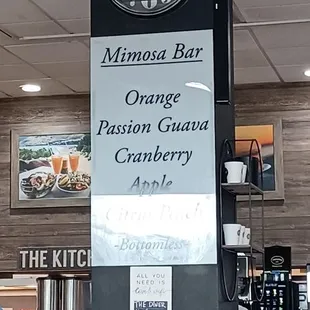 Mimosa Bar
Orange
Passion Guava
Cranberry
Apple
Citrus Peach
-Bottomless-
THE KITCH
ALL YOU
NEED IS
THE DINER